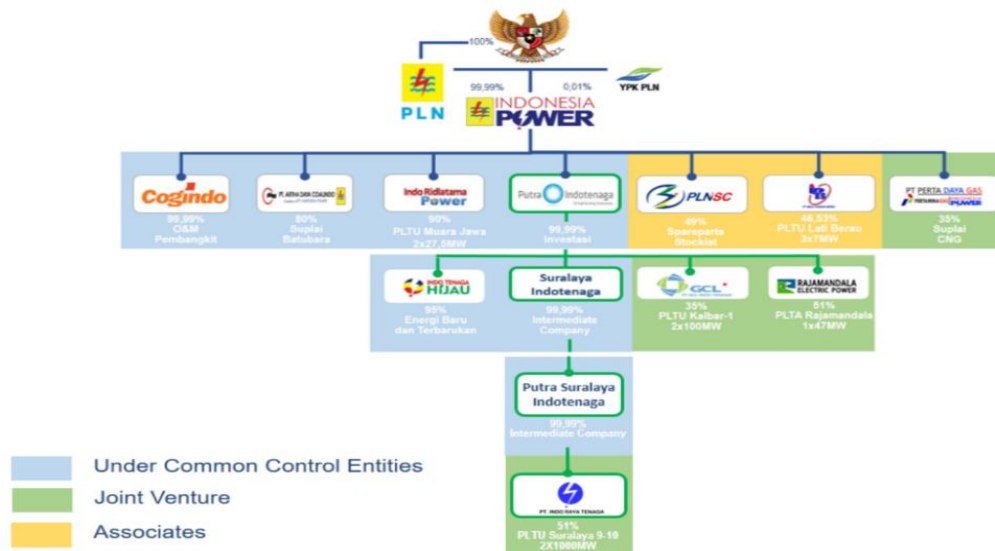 100%
PLN
99,99%
0,01%
YPK PLN
INDONESIA
POWER
Cogindo
99,99%
O&M
Pembangkit
PT. ARTHA DAYA COALINDO
80%
Suplai
Batubara
Indo Ridlatama
Power
90%
PLTU Muara Jawa
2x27,5MW
Putra Indotenaga
99,99%
Investasi
PLNSC
49%
Spareparts
Stockist
46,53%
PLTU Lati Berau
3x7MW
PT PERTA DAYA GAS
35%
Suplai
CNG
INDO TENAGA
HIJAU
95%
Energi Baru
dan Terbarukan
Suralaya
Indotenaga
99,99%
Intermediate
Company
GCL
35%
PLTU Kalbar-1
2x100MW
RAJAMANDALA
ELECTRIC POWER
51%
PLTA Rajamandala
1x47MW
Putra Suralaya
Indotenaga
99,99%
Intermediate Company
PT. INDO RAYA TENAGA
51%
PLTU Suralaya 9-10
2X1000MW
Under Common Control Entities
Joint Venture
Associates